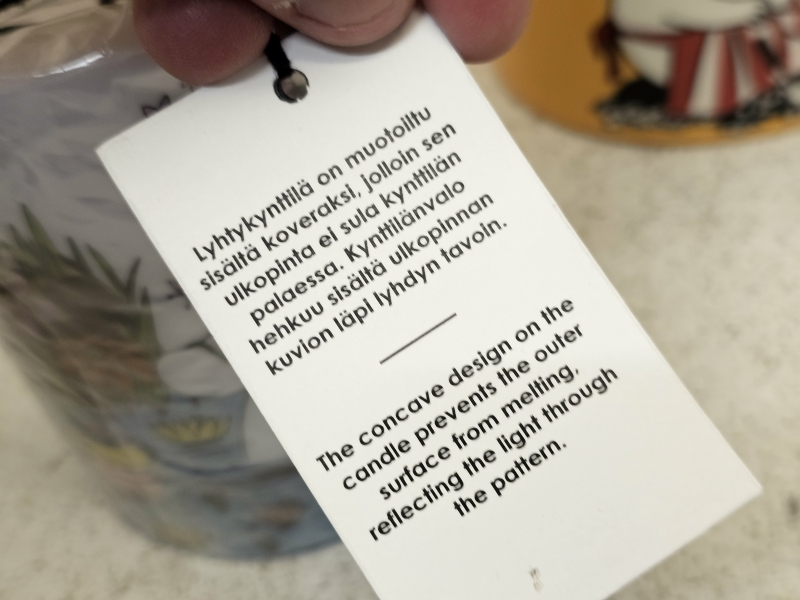 Lyhtykynttilä on muotoiltu
sisältä koveraksi, jolloin sen
ulkopinta ei sula kynttilän
palaessa. Kynttilänvalo
hehkuu sisältä ulkopinnan
kuvion läpi lyhdyn tavoin.
The concave design on the
candle prevents the outer
surface from melting,
reflecting the light through
the pattern.